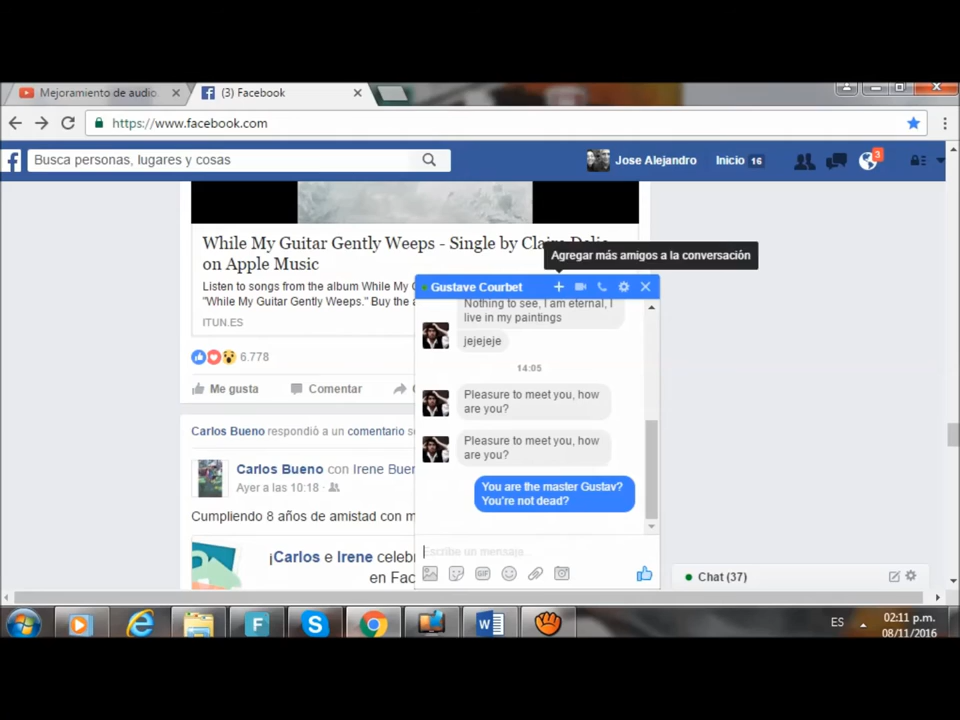 Mejoramiento de audio
(3) Facebook
https://www.facebook.com
Busca personas, lugares y cosas
Jose Alejandro
Inicio 16
3
While My Guitar Gently Weeps - Single by
on Apple Music
Agregar más amigos a la conversación
Listen to songs from the album While My
"While My Guitar Gently Weeps." Buy the
ITUN.ES
6.778
Me gusta
Comentar
Carlos Bueno respondió a un comentario
Carlos Bueno con Irene
Ayer a las 10:18
Cumpliendo 8 años de amistad con
¡Carlos e Irene
en
Gustave Courbet
Nothing to see, I am eternal, I
live in my paintings
jejejeje
14:05
Pleasure to meet you, how
are you?
Pleasure to meet you, how
are you?
You are the master Gustav?
You're not dead?
Escribe un mensaje...
GIF
Chat (37)
F
S
W
ES
02:11 p.m.
08/11/2016